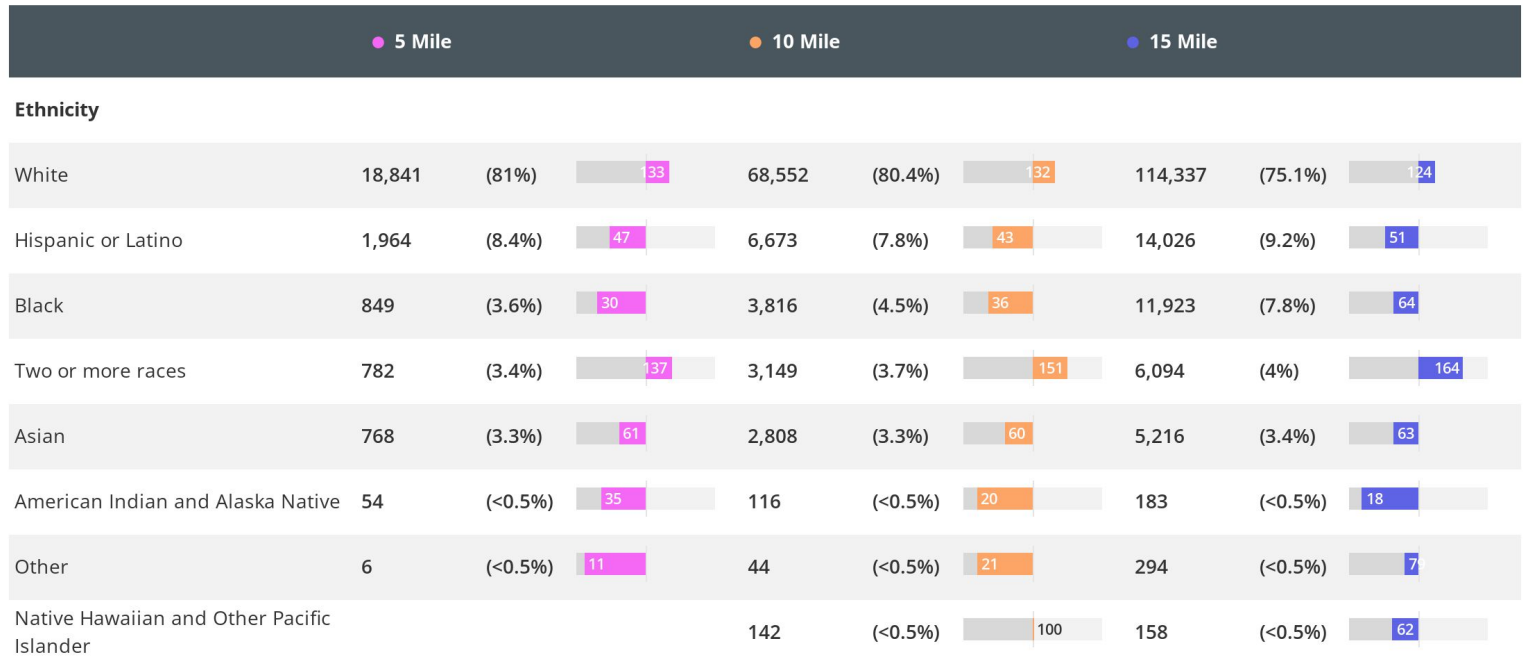 5 Mile 10 Mile 15 Mile
Ethnicity
White 18,841 (81%) 133 68,552 (80.4%) 132 114,337 (75.1%) 124
Hispanic or Latino 1,964 (8.4%) 47 6,673 (7.8%) 43 14,026 (9.2%) 51
Black 849 (3.6%) 30 3,816 (4.5%) 36 11,923 (7.8%) 64
Two or more races 782 (3.4%) 137 3,149 (3.7%) 151 6,094 (4%) 164
Asian 768 (3.3%) 61 2,808 (3.3%) 60 5,216 (3.4%) 63
American Indian and Alaska Native 54 (<0.5%) 35 116 (<0.5%) 20 183 (<0.5%) 18
Other 6 (<0.5%) 11 44 (<0.5%) 21 294 (<0.5%) 79
Native Hawaiian and Other Pacific
Islander 142 (<0.5%) 100 158 (<0.5%) 62